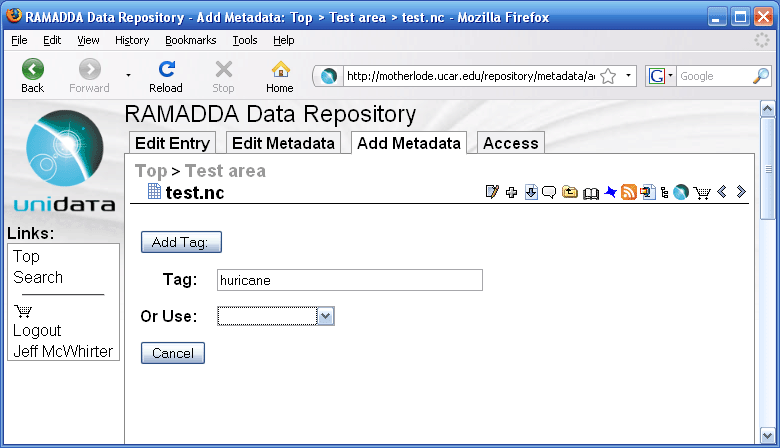 RAMADDA Data Repository - Add Metadata: Top > Test area > test.nc - Mozilla Firefox
File Edit View History Bookmarks Tools Help
Back Forward Reload Stop Home http://motherlode.ucar.edu/repository/metadata/a G Google
RAMADDA Data Repository
Edit Entry Edit Metadata Add Metadata Access
unidata
Top > Test area
test.nc
Links:
Top
Search
Logout
Jeff McWhirter
Add Tag:
Tag: huricane
Or Use:
Cancel